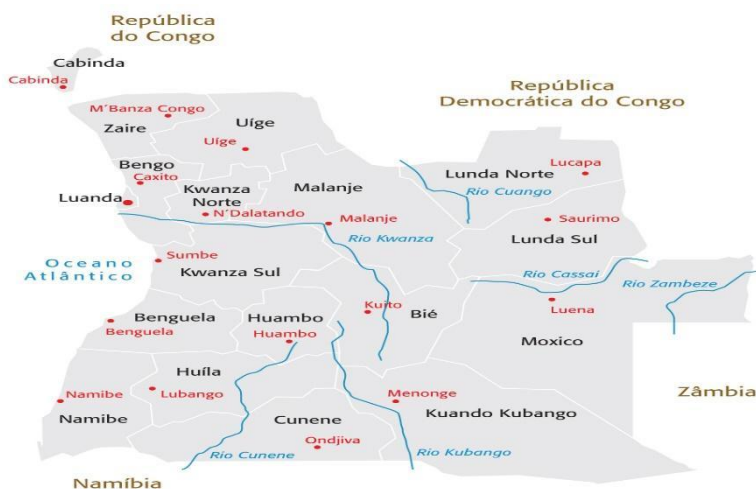 República
do Congo
Cabinda
Cabinda
República
Democrática do Congo
M'Banza Congo
Zaire
Uíge
Uíge
Bengo
Caxito
Luanda
Kwanza
Norte
N'Dalatando
Malanje
Malanje
Lunda Norte
Lucapa
Rio Cuango
Saurimo
Lunda Sul
Rio Kwanza
Oceano
Atlântico
Sumbe
Kwanza Sul
Rio Cassai
Rio Zambeze
Benguela
Benguela
Huambo
Huambo
Kuito
Bié
Luena
Moxico
Huíla
Namibe
Lubango
Namibe
Menonge
Kuando Kubango
Zâmbia
Cunene
Ondjiva
Rio Cunene
Rio Kubango
Namíbia